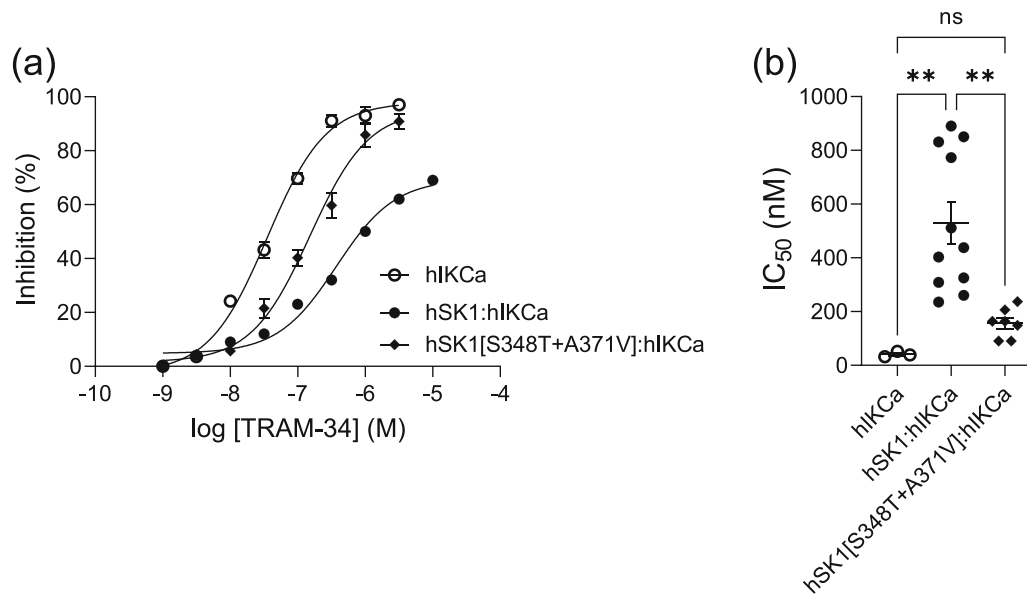 (a)
100
80
60
40
20
0
Inhibition (%)
-10 -9 -8 -7 -6 -5 -4
log [TRAM-34] (M)
hIKCa
hSK1:hIKCa
hSK1[S348T+A371V]:hIKCa
(b)
ns
** **
1000
800
600
400
200
0
IC50 (nM)
hIKCa
hSK1:hIKCa
hSK1[S348T+A371V]:hIKCa